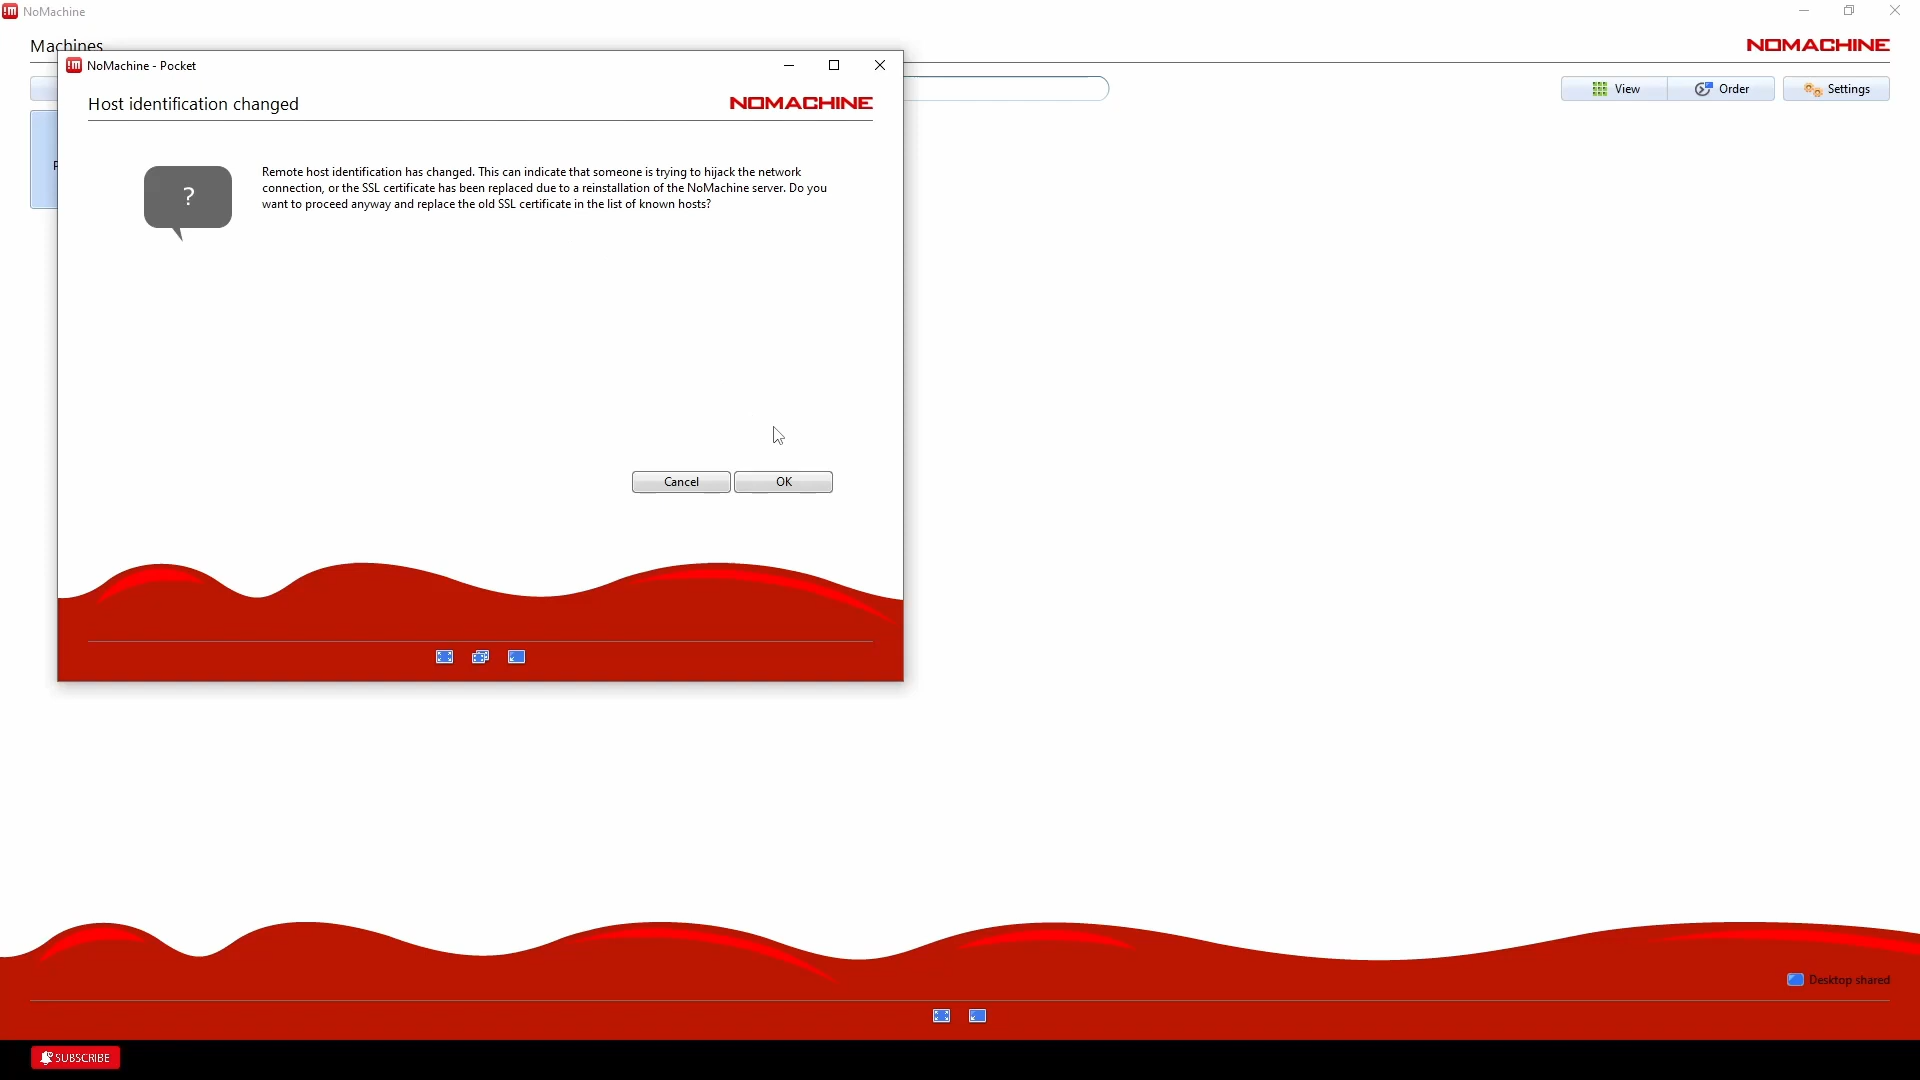 NoMachine
Machines
NOMACHINE
NoMachine - Pocket
View
Order
Settings
Host identification changed
NOMACHINE
?
Remote host identification has changed. This can indicate that someone is trying to hijack the network
connection, or the SSL certificate has been replaced due to a reinstallation of the NoMachine server. Do you
want to proceed anyway and replace the old SSL certificate in the list of known hosts?
Cancel
OK
Desktop shared
SUBSCRIBE